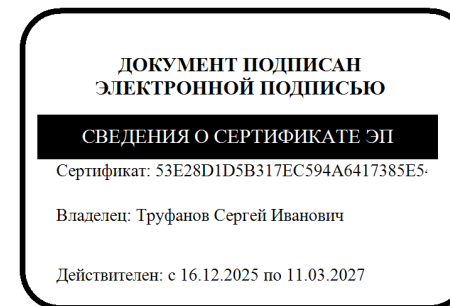 ДОКУМЕНТ ПОДПИСАН
ЭЛЕКТРОННОЙ ПОДПИСЬЮ
СВЕДЕНИЯ О СЕРТИФИКАТЕ ЭП
Сертификат: 53E28D1D5B317EC594A6417385E5
Владелец: Труфанов Сергей Иванович
Действителен: с 16.12.2025 по 11.03.2027